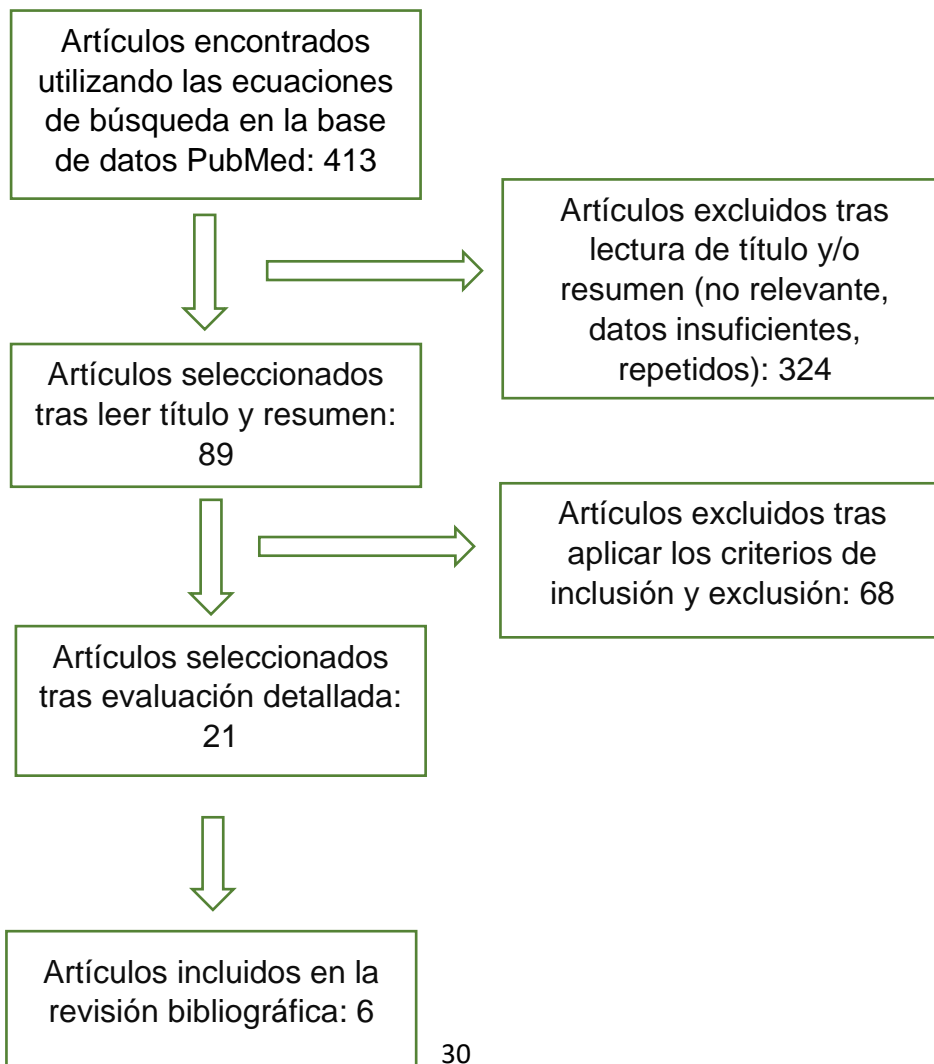 Artículos encontrados
utilizando las ecuaciones
de búsqueda en la base
de datos PubMed: 413
Artículos excluidos tras
lectura de título y/o
resumen (no relevante,
datos insuficientes,
repetidos): 324
Artículos seleccionados
tras leer título y resumen:
89
Artículos excluidos tras
aplicar los criterios de
inclusión y exclusión: 68
Artículos seleccionados
tras evaluación detallada:
21
Artículos incluidos en la
revisión bibliográfica: 6
30